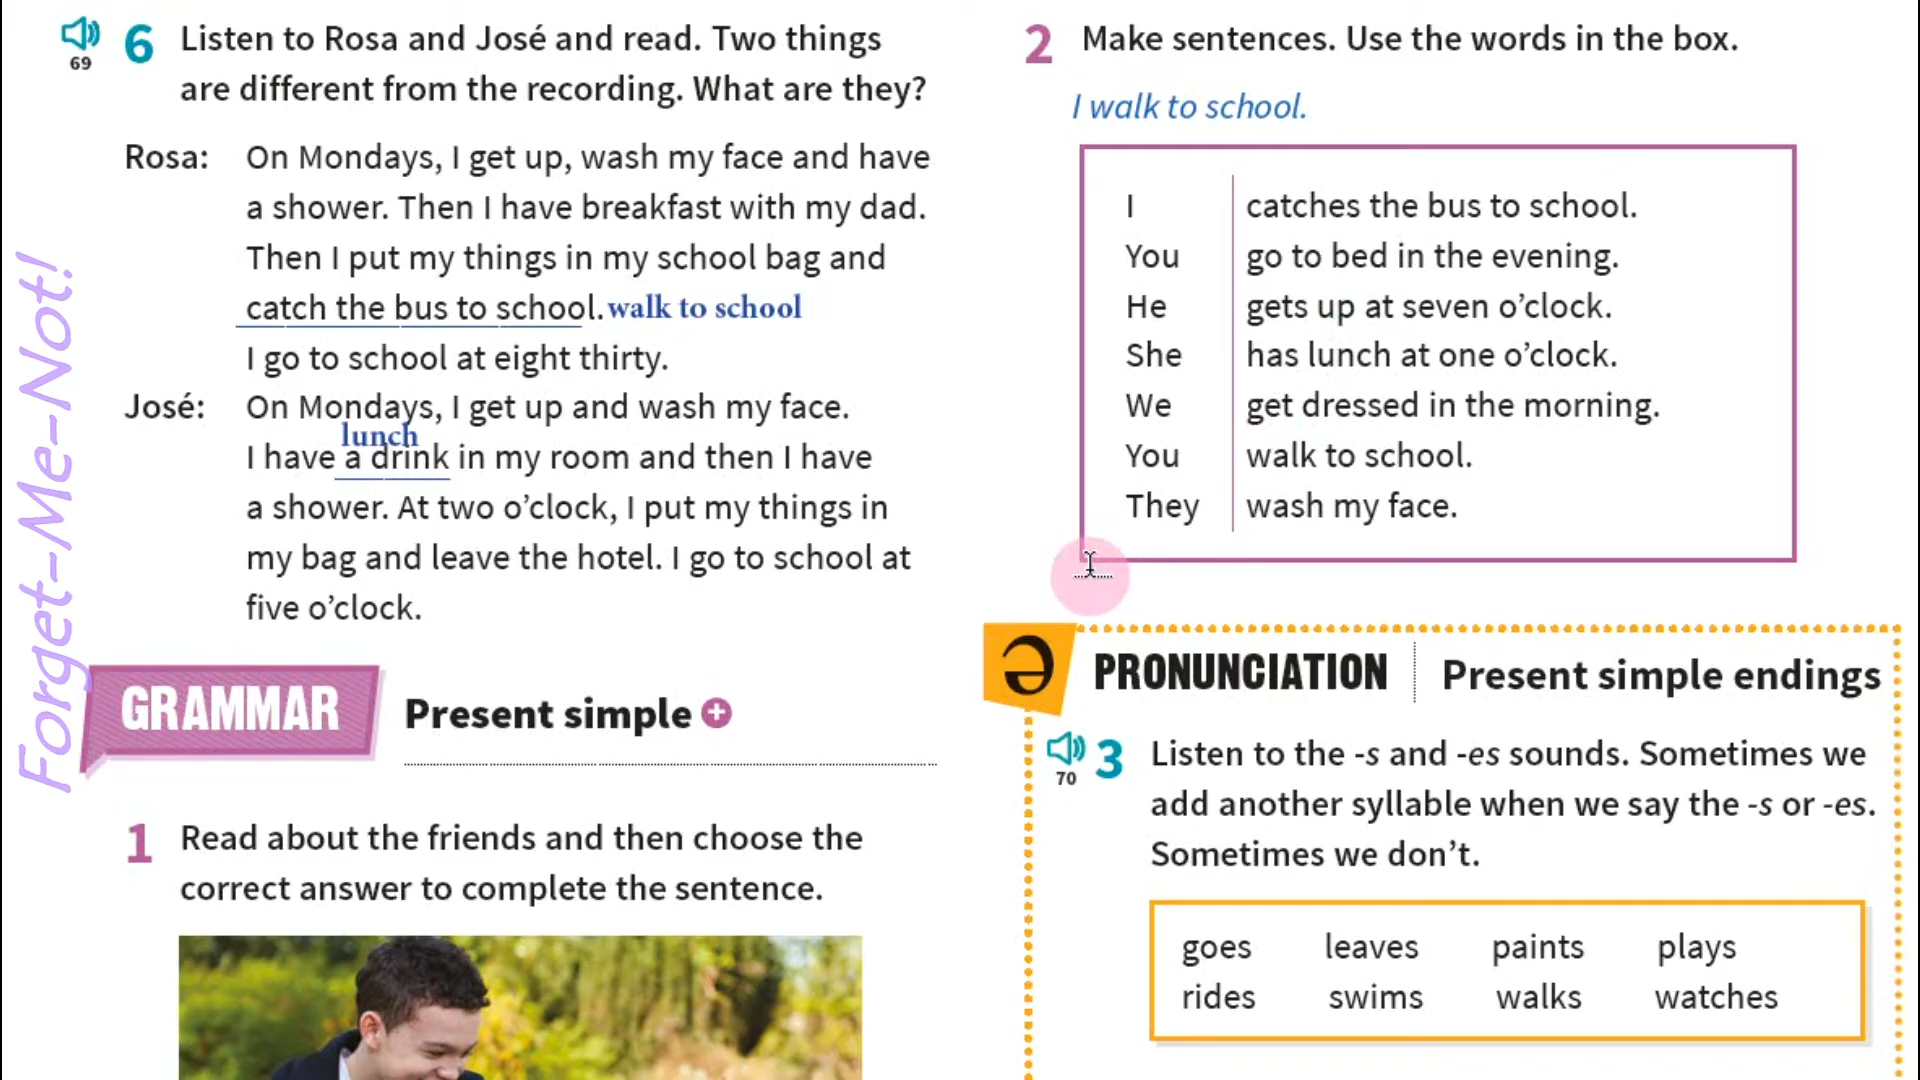 Forget-Me-Not!
69
6 Listen to Rosa and José and read. Two things
are different from the recording. What are they?
Rosa: On Mondays, I get up, wash my face and have
a shower. Then I have breakfast with my dad.
Then I put my things in my school bag and
catch the bus to school. walk to school
I go to school at eight thirty.
José: On Mondays, I get up and wash my face.
lunch
I have a drink in my room and then I have
a shower. At two o’clock, I put my things in
my bag and leave the hotel. I go to school at
five o’clock.
GRAMMAR Present simple +
1 Read about the friends and then choose the
correct answer to complete the sentence.
2 Make sentences. Use the words in the box.
I walk to school.
I catches the bus to school.
You go to bed in the evening.
He gets up at seven o’clock.
She has lunch at one o’clock.
We get dressed in the morning.
You walk to school.
They wash my face.
ə PRONUNCIATION Present simple endings
70
3 Listen to the -s and -es sounds. Sometimes we
add another syllable when we say the -s or -es.
Sometimes we don’t.
goes leaves paints plays
rides swims walks watches